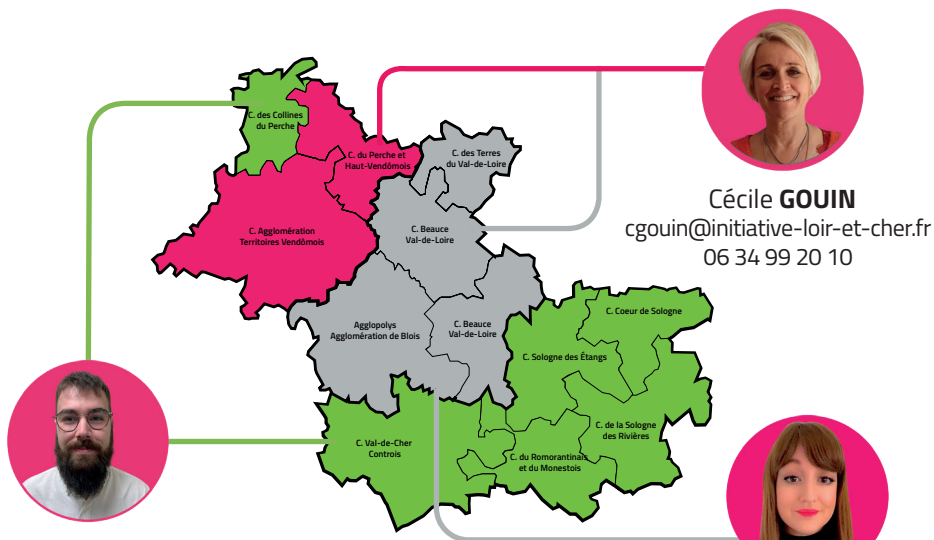 C. des Collines
du Perche
C. du Perche et
Haut-Vendômois
C. des Terres
du Val-de-Loire
C. Agglomération
Territoires Vendômois
C. Beauce
Val-de-Loire
Agglopolys
Agglomération de Blois
C. Beauce
Val-de-Loire
C. Coeur de Sologne
C. Sologne des Étangs
C. de la Sologne
des Rivières
C. Val-de-Cher
Controis
C. du Romorantinais
et du Monestois
Cécile GOUIN
cgouin@initiative-loir-et-cher.fr
06 34 99 20 10